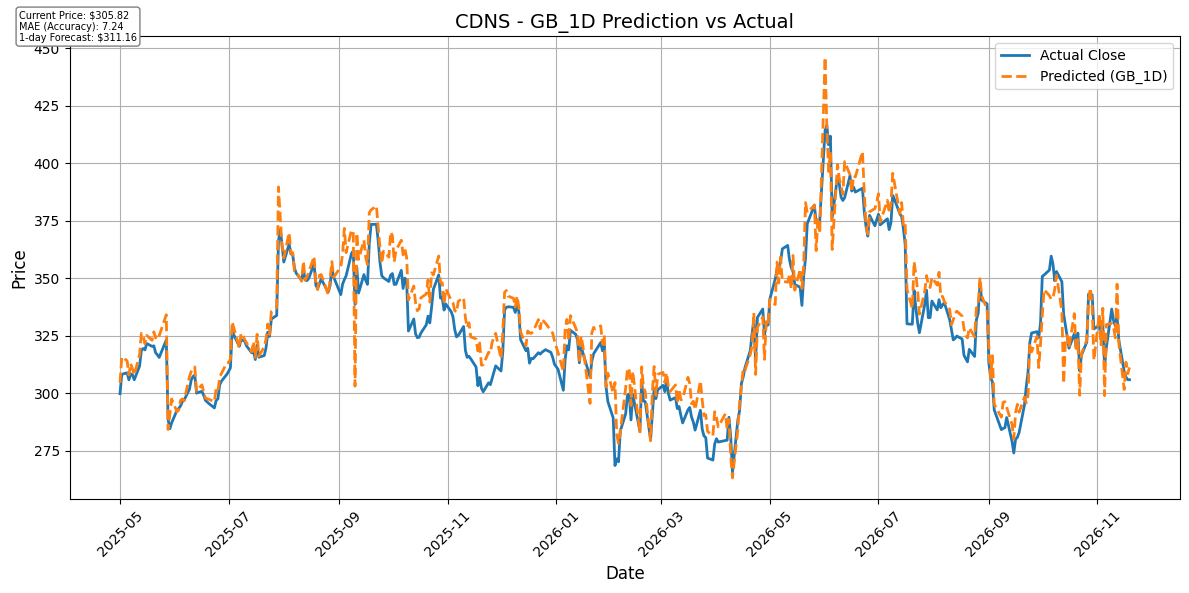 CDNS - GB_1D Prediction vs Actual
Current Price: $305.82
MAE (Accuracy): 7.24
1-day Forecast: $311.16
Actual Close
Predicted (GB_1D)
Price
450
425
400
375
350
325
300
275
2025-05
2025-07
2025-09
2025-11
2026-01
2026-03
2026-05
2026-07
2026-09
2026-11
Date